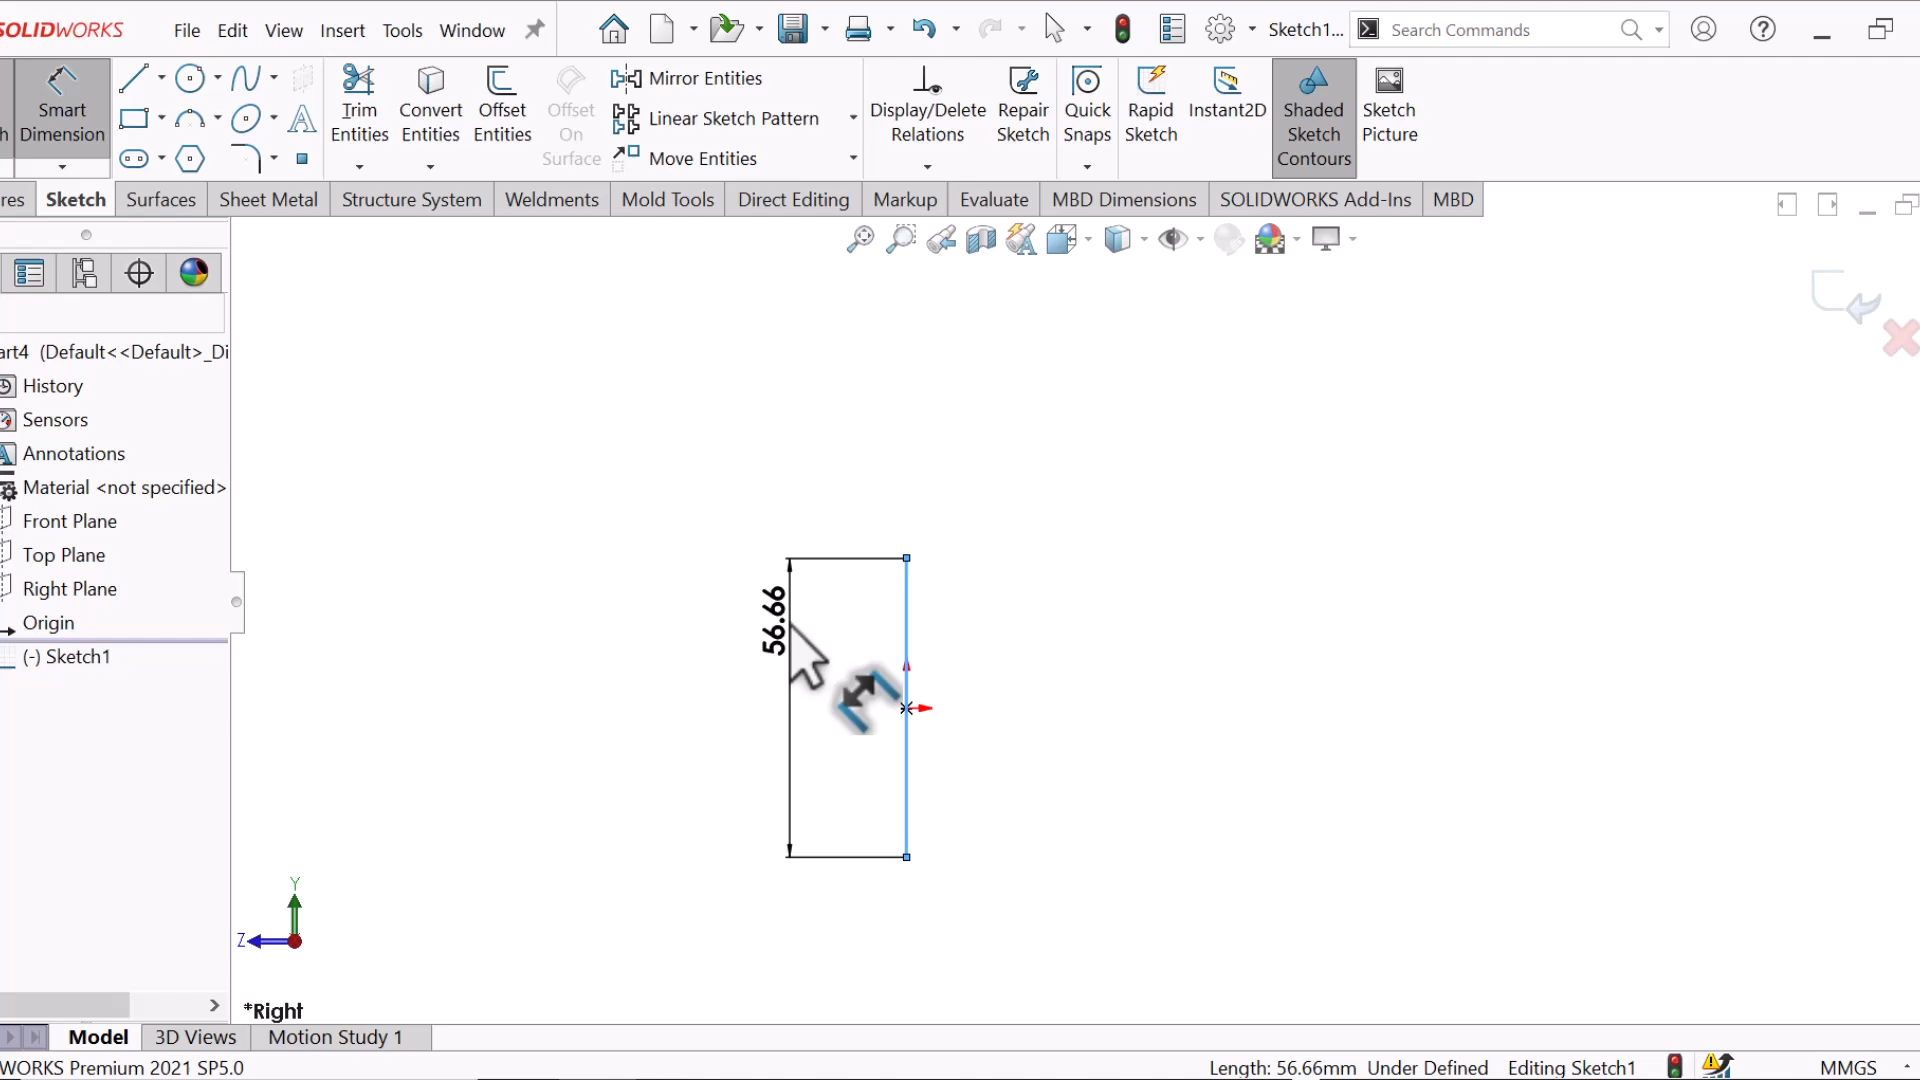 SOLIDWORKS File Edit View Insert Tools Window Sketch1... Search Commands
Smart Dimension
Trim Entities
Convert Entities
Offset Entities
Offset On Surface
Mirror Entities
Linear Sketch Pattern
Move Entities
Display/Delete Relations
Repair Sketch
Quick Snaps
Rapid Sketch
Instant2D
Shaded Sketch Contours
Sketch Picture
res Sketch Surfaces Sheet Metal Structure System Weldments Mold Tools Direct Editing Markup Evaluate MBD Dimensions SOLIDWORKS Add-Ins MBD
art4 (Default<<Default>_Di
History
Sensors
Annotations
Material <not specified>
Front Plane
Top Plane
Right Plane
Origin
(-) Sketch1
56.66
Y
Z
*Right
Model 3D Views Motion Study 1
WORKS Premium 2021 SP5.0 Length: 56.66mm Under Defined Editing Sketch1 MMGS